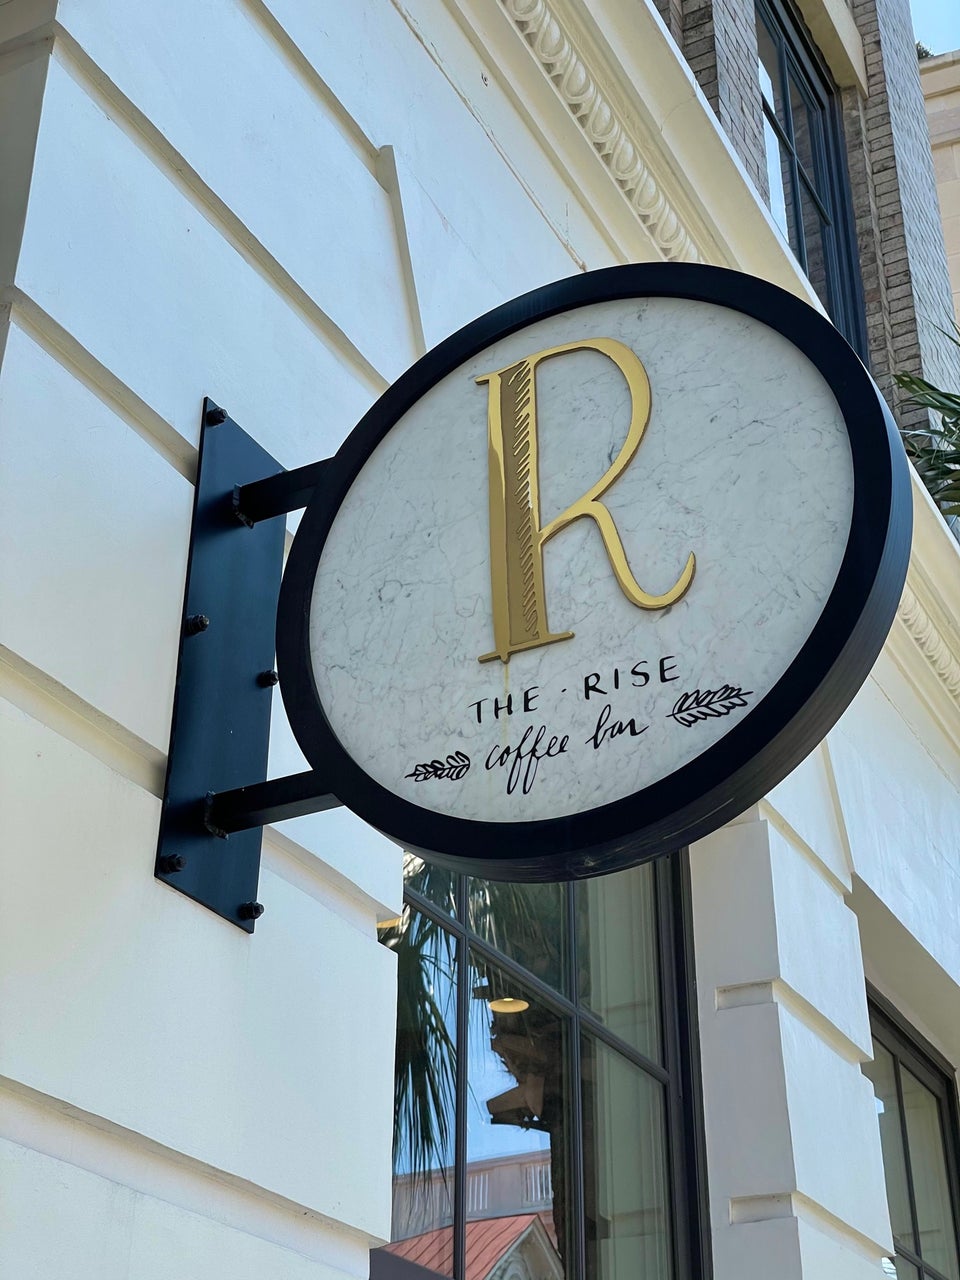 R
THE · RISE
coffee bar